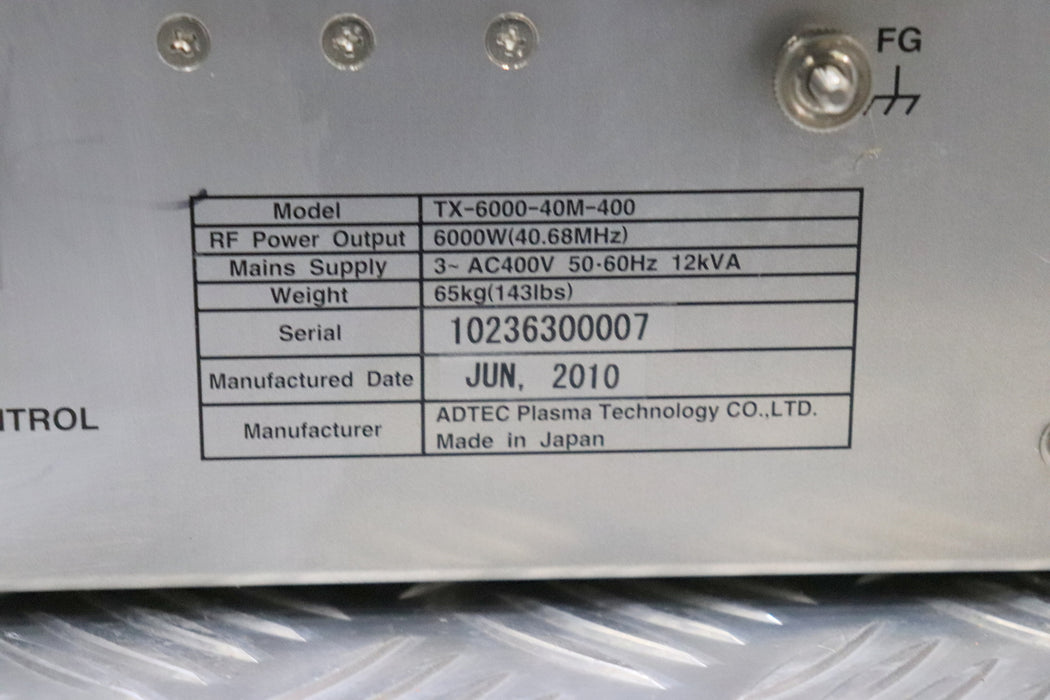 FG
Model TX-6000-40M-400
RF Power Output 6000W(40.68MHz)
Mains Supply 3~ AC400V 50·60Hz 12kVA
Weight 65kg(143lbs)
Serial 10236300007
Manufactured Date JUN, 2010
Manufacturer ADTEC Plasma Technology CO.,LTD.
Made in Japan
NTROL